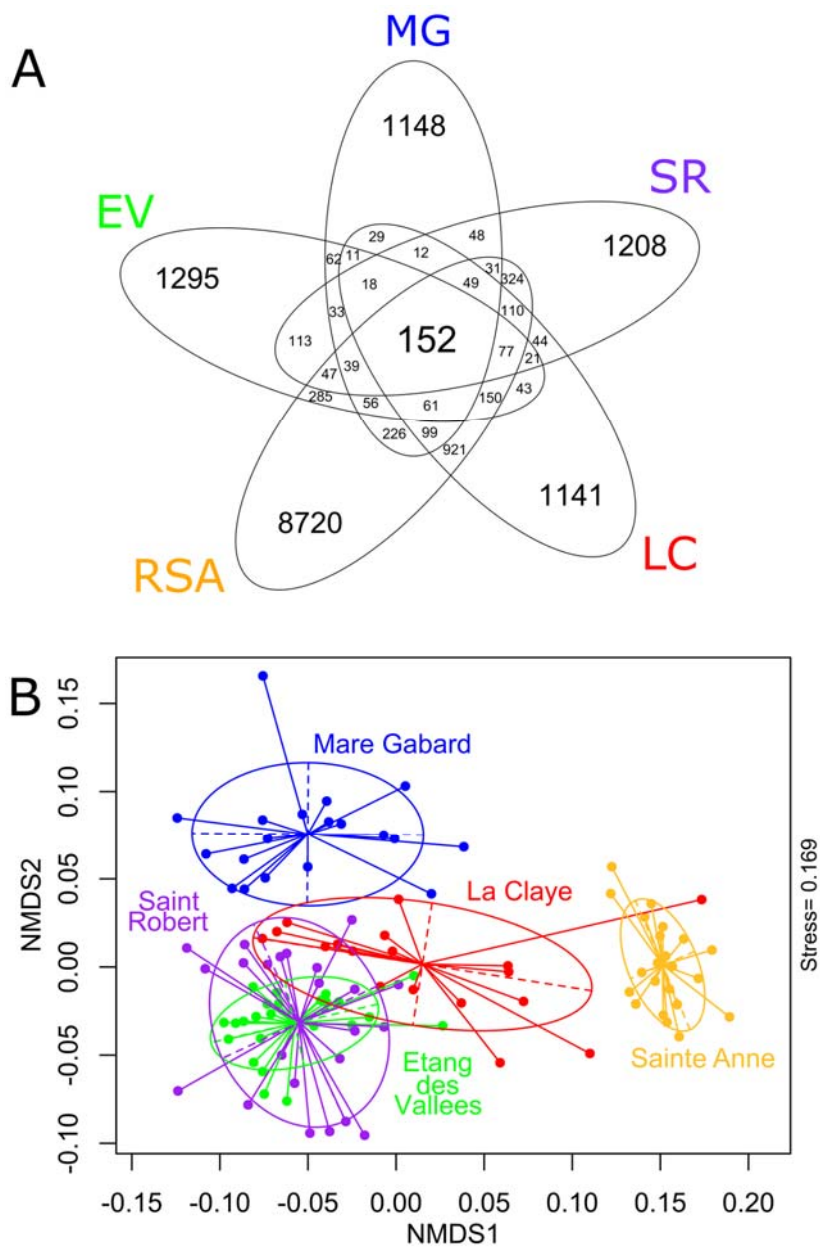 A
MG
SR
EV
1148
1208
1295
29
48
62
11
12
31
324
18
49
33
110
152
113
44
77
21
39
47
43
285
56
61
150
226
99
921
8720
1141
RSA
LC
B
Mare Gabard
Saint
Robert
La Claye
Sainte Anne
Etang
des
Vallees
NMDS2
0.15
0.10
0.05
0.00
-0.05
-0.10
Stress= 0.169
-0.15 -0.10 -0.05 0.00 0.05 0.10 0.15 0.20
NMDS1